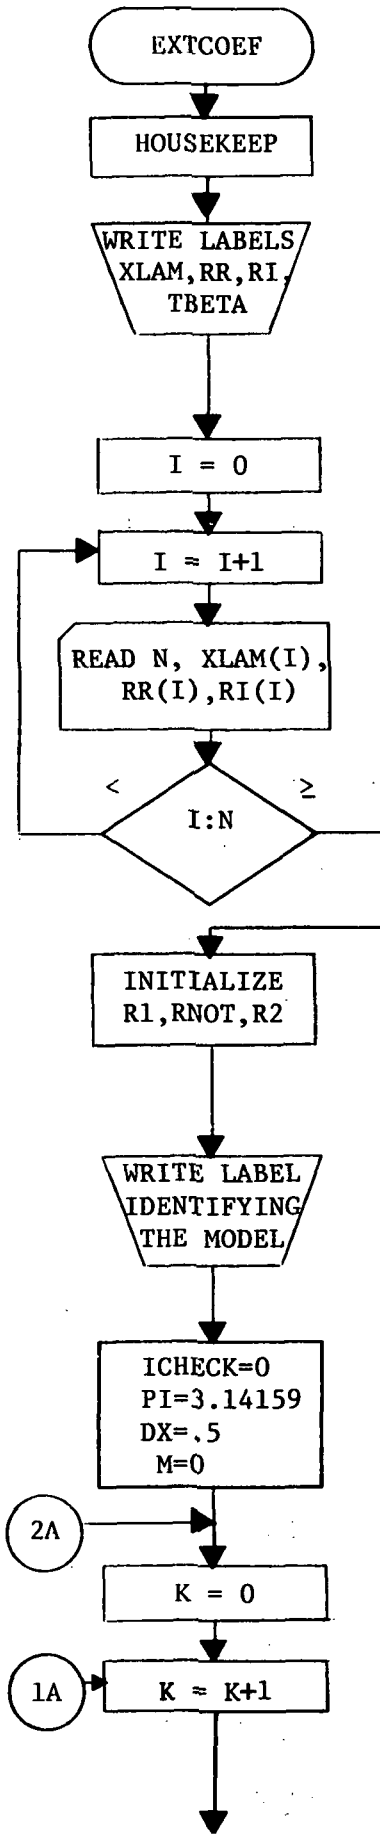 EXTCOEF
HOUSEKEEP
WRITE LABELS
XLAM,RR,RI,
TBETA
I = 0
I = I+1
READ N, XLAM(I),
RR(I),RI(I)
< ≥
I:N
INITIALIZE
R1,RNOT,R2
WRITE LABEL
IDENTIFYING
THE MODEL
ICHECK=0
PI=3.14159
DX=.5
M=0
2A
K = 0
1A
K = K+1